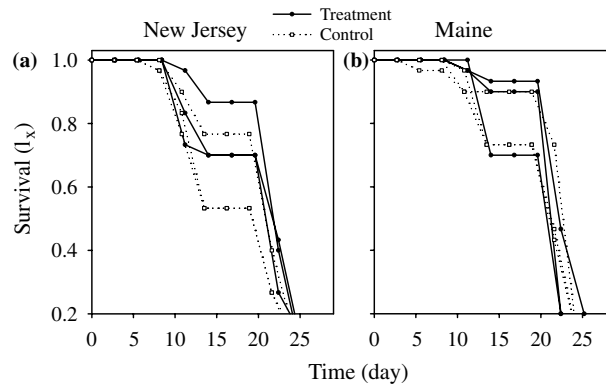 New Jersey
Treatment
Control
Maine
(a)
(b)
1.0
0.8
0.6
0.4
0.2
Survival (l_x)
0 5 10 15 20 25
0 5 10 15 20 25
Time (day)